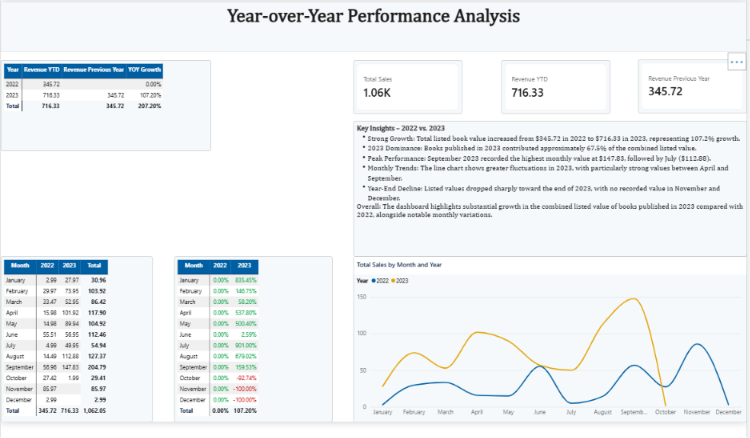 Year-over-Year Performance Analysis
Year Revenue YTD Revenue Previous Year YOY Growth
2022 345.72 0.00%
2023 716.33 345.72 107.20%
Total 716.33 345.72 207.20%
Total Sales
1.06K
Revenue YTD
716.33
Revenue Previous Year
345.72
Key Insights – 2022 vs. 2023
• Strong Growth: Total listed book value increased from $345.72 in 2022 to $716.33 in 2023, representing 107.2% growth.
• 2023 Dominance: Books published in 2023 contributed approximately 67.5% of the combined listed value.
• Peak Performance: September 2023 recorded the highest monthly value at $147.83, followed by July ($112.88).
• Monthly Trends: The line chart shows greater fluctuations in 2023, with particularly strong values between April and
September.
• Year-End Decline: Listed values dropped sharply toward the end of 2023, with no recorded value in November and
December.
Overall: The dashboard highlights substantial growth in the combined listed value of books published in 2023 compared with
2022, alongside notable monthly variations.
Month 2022 2023 Total
January 2.99 27.97 30.96
February 29.97 73.95 103.92
March 33.47 52.95 86.42
April 15.98 101.92 117.90
May 14.98 89.94 104.92
June 55.51 56.95 112.46
July 4.99 49.95 54.94
August 14.49 112.88 127.37
September 56.96 147.83 204.79
October 27.42 1.99 29.41
November 85.97 85.97
December 2.99 2.99
Total 345.72 716.33 1,062.05
Month 2022 2023
January 0.00% 835.45%
February 0.00% 146.75%
March 0.00% 58.20%
April 0.00% 537.80%
May 0.00% 500.40%
June 0.00% 2.59%
July 0.00% 901.00%
August 0.00% 679.02%
September 0.00% 159.53%
October 0.00% -92.74%
November 0.00% -100.00%
December 0.00% -100.00%
Total 0.00% 107.20%
Total Sales by Month and Year
Year 2022 2023
150
100
50
0
January February March April May June July August Septemb... October November December